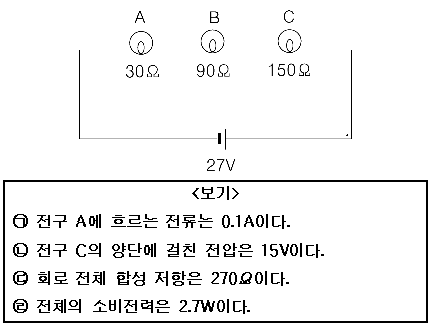 A B C
30Ω 90Ω 150Ω
27V
<보기>
㉠ 전구 A에 흐르는 전류는 0.1A이다.
㉡ 전구 C의 양단에 걸친 전압은 15V이다.
㉢ 회로 전체 합성 저항은 270Ω이다.
㉣ 전체의 소비전력은 2.7W이다.